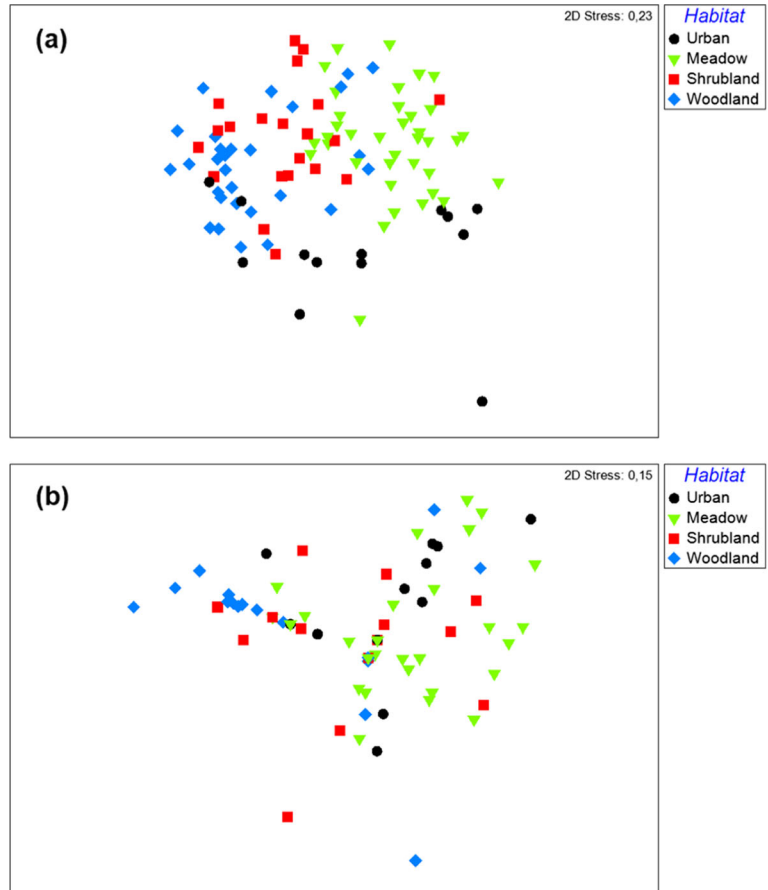 (a)
2D Stress: 0,23
Habitat
Urban
Meadow
Shrubland
Woodland
(b)
2D Stress: 0,15
Habitat
Urban
Meadow
Shrubland
Woodland